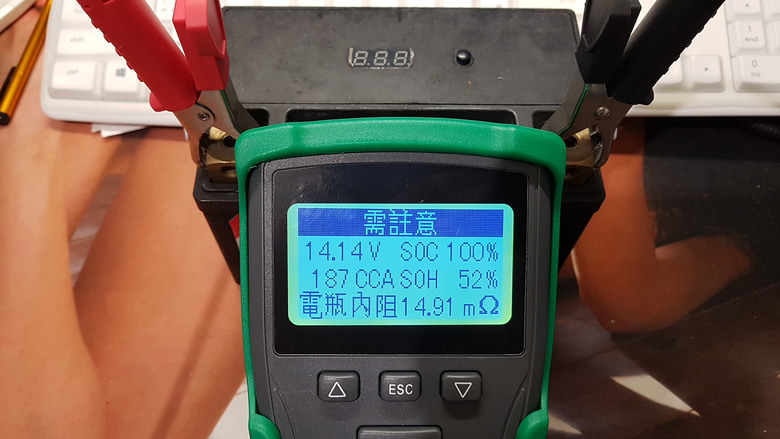 8.8.8.
需註意
14.14V SOC 100%
187 CCA SOH 52%
電瓶內阻14.91 mΩ
△ ESC ▽